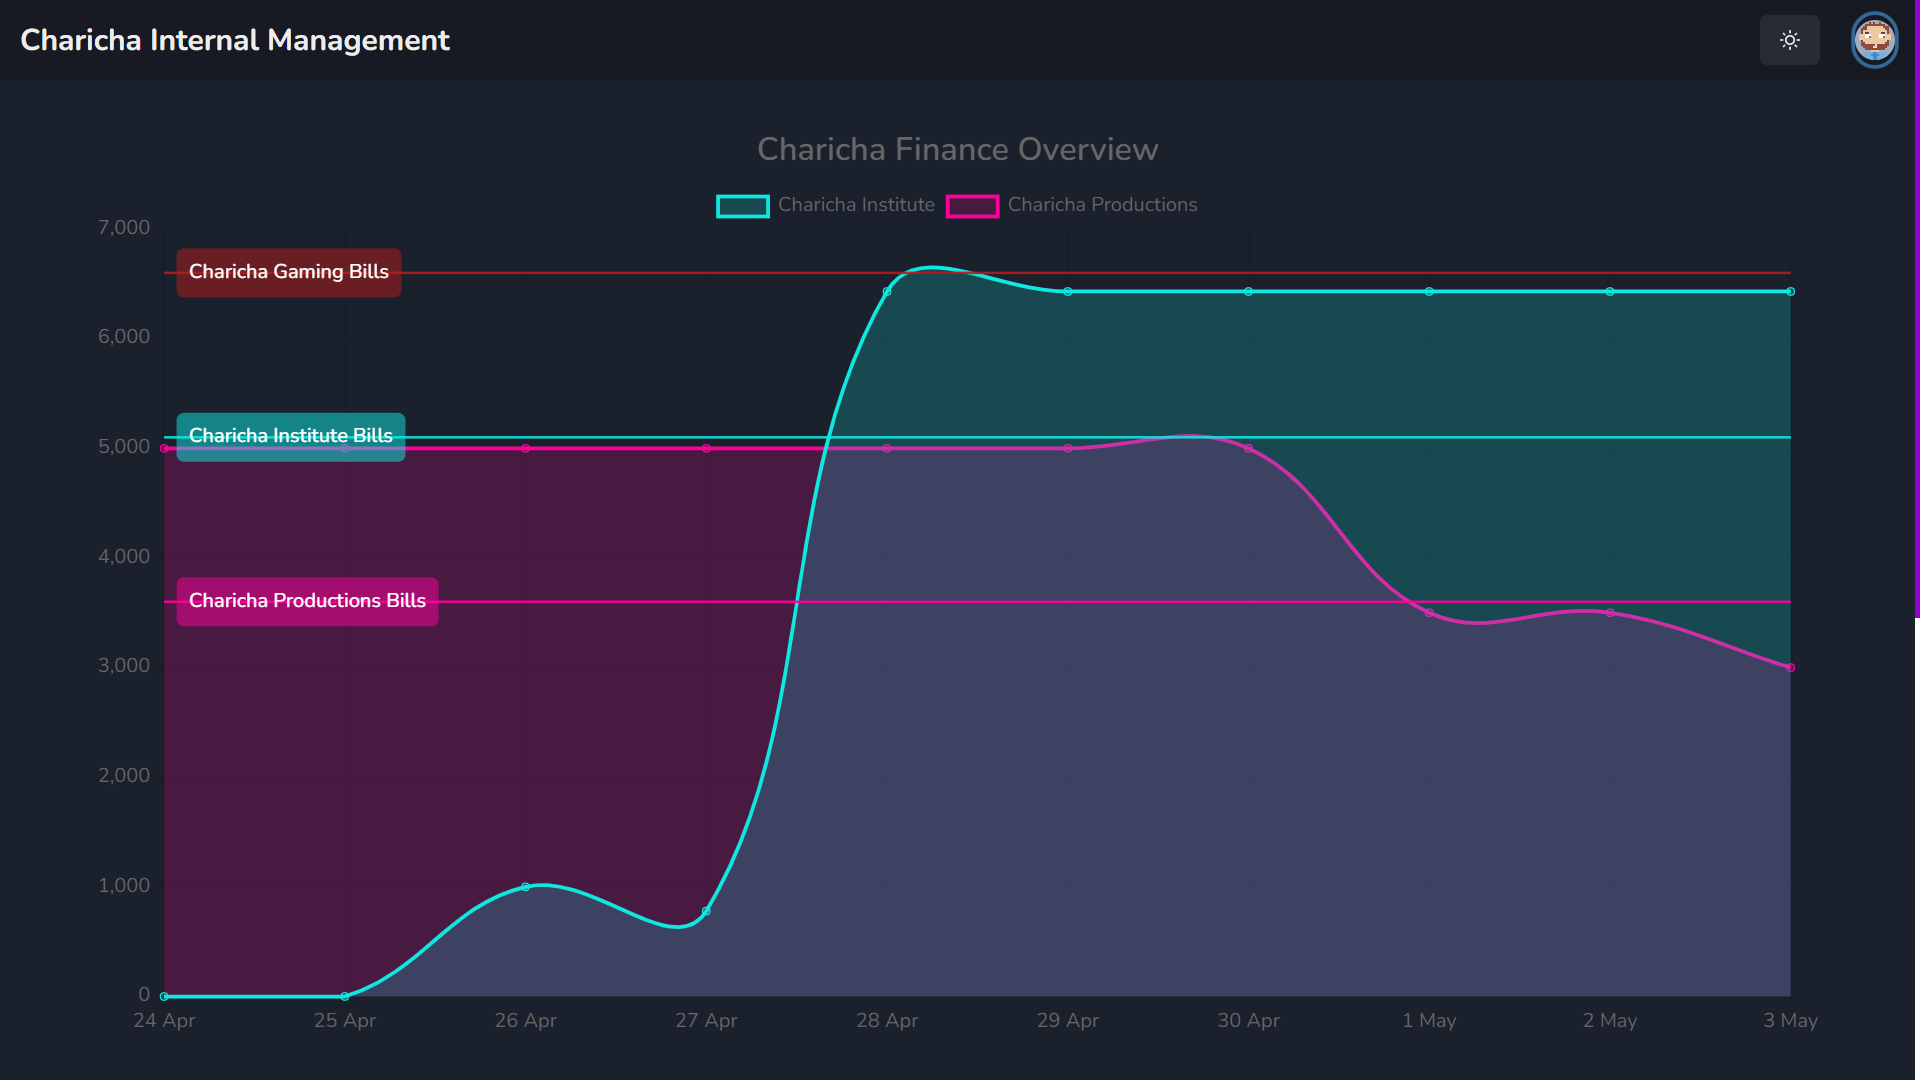 Charicha Internal Management
Charicha Finance Overview
Charicha Institute
Charicha Productions
7,000
Charicha Gaming Bills
6,000
Charicha Institute Bills
5,000
4,000
Charicha Productions Bills
3,000
2,000
1,000
0
24 Apr 25 Apr 26 Apr 27 Apr 28 Apr 29 Apr 30 Apr 1 May 2 May 3 May